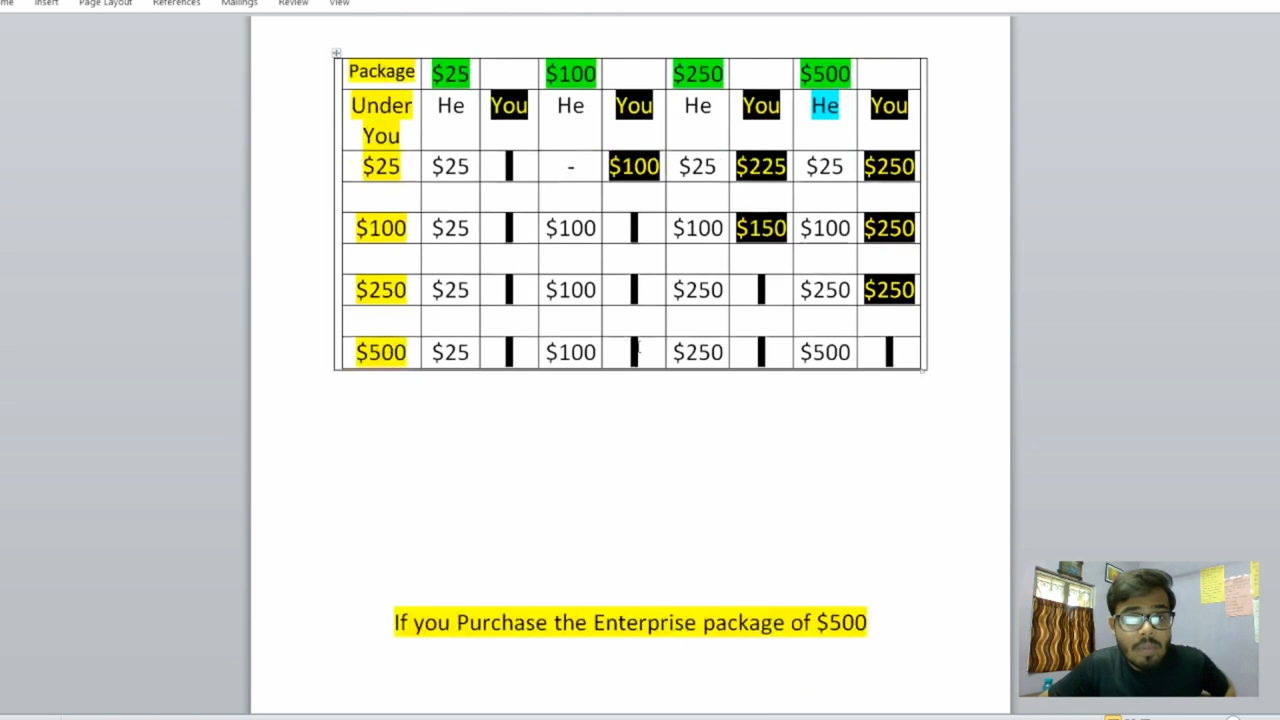 Insert Page Layout References Mailings Review View
Package $25 $100 $250 $500
Under You He You He You He You He You
$25 $25 - $100 $25 $225 $25 $250
$100 $25 $100 $100 $150 $100 $250
$250 $25 $100 $250 $250 $250
$500 $25 $100 $250 $500
If you Purchase the Enterprise package of $500